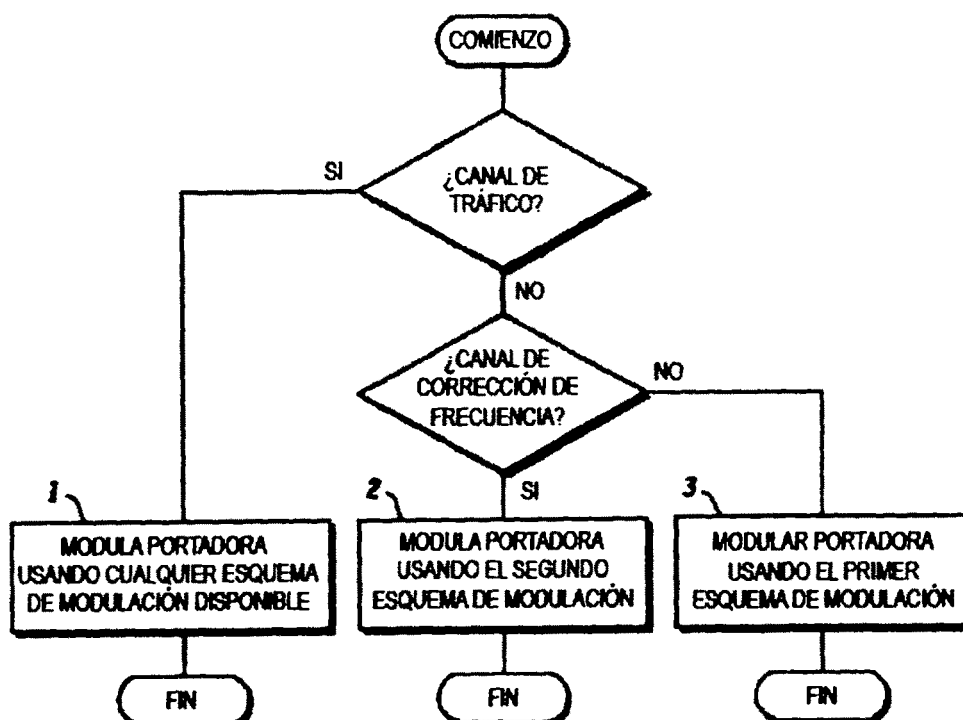 COMIENZO
¿CANAL DE
TRÁFICO?
SI
NO
¿CANAL DE
CORRECCIÓN DE
FRECUENCIA?
NO
SI
1
MODULA PORTADORA
USANDO CUALQUIER ESQUEMA
DE MODULACIÓN DISPONIBLE
2
MODULA PORTADORA
USANDO EL SEGUNDO
ESQUEMA DE MODULACIÓN
3
MODULAR PORTADORA
USANDO EL PRIMER
ESQUEMA DE MODULACIÓN
FIN
FIN
FIN